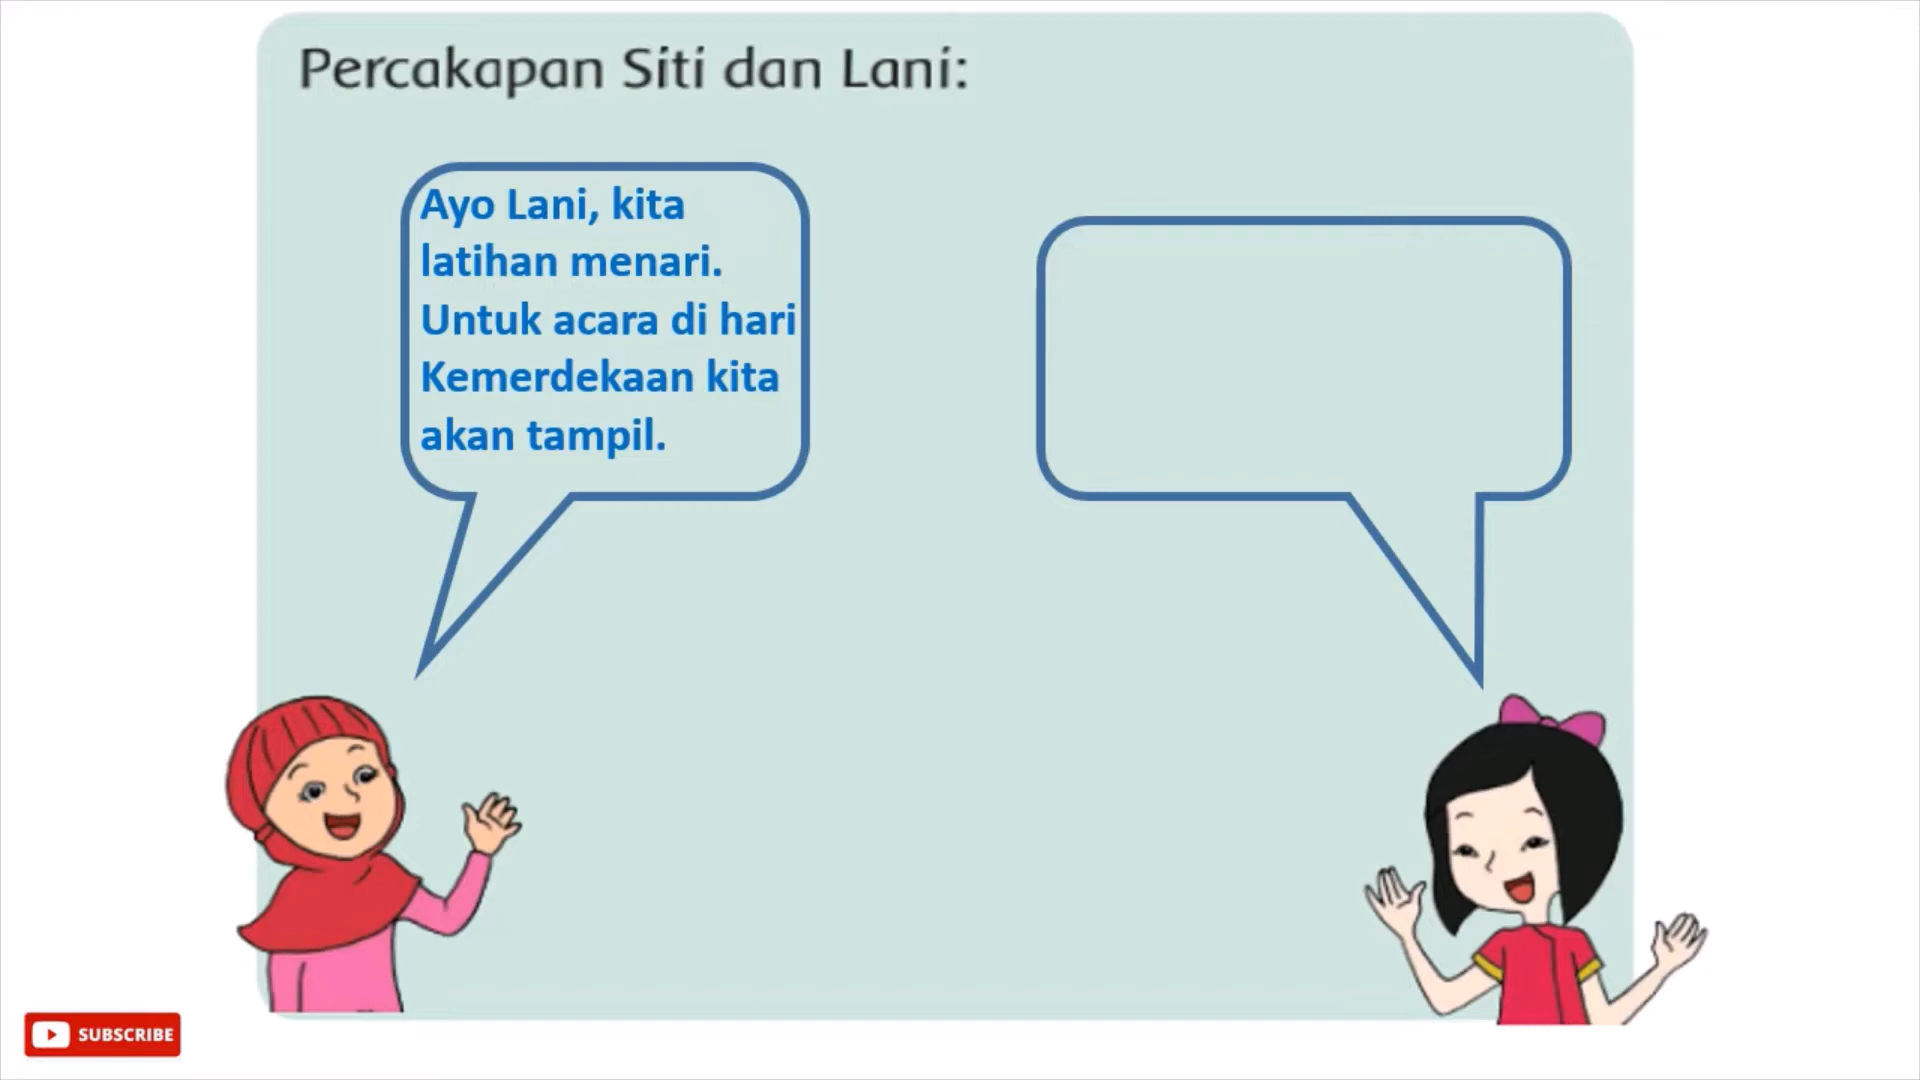 Percakapan Siti dan Lani:
Ayo Lani, kita
latihan menari.
Untuk acara di hari
Kemerdekaan kita
akan tampil.
SUBSCRIBE